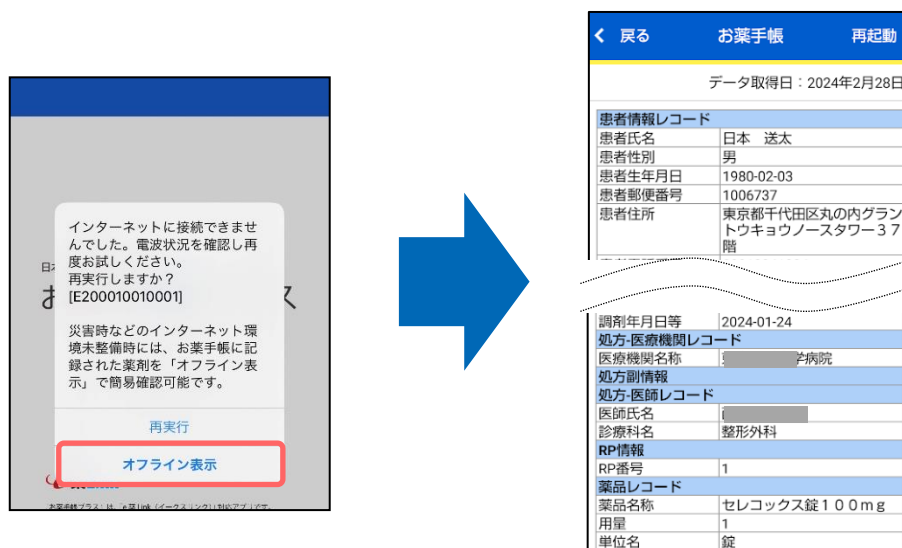 インターネットに接続できませ
んでした。電波状況を確認し再
度お試しください。
再実行しますか？
[E200010010001]
災害時などのインターネット環
境未整備時には、お薬手帳に記
録された薬剤を「オフライン表
示」で簡易確認可能です。
再実行
オフライン表示
戻る お薬手帳 再起動
データ取得日：2024年2月28日
患者情報レコード
患者氏名 日本　送太
患者性別 男
患者生年月日 1980-02-03
患者郵便番号 1006737
患者住所 東京都千代田区丸の内グラン
トウキョウノースタワー３７
階
調剤年月日等 2024-01-24
処方-医療機関レコード
医療機関名称 学病院
処方副情報
処方-医師レコード
医師氏名
診療科名 整形外科
RP情報
RP番号 1
薬品レコード
薬品名称 セレコックス錠１００ｍｇ
用量 1
単位名 錠